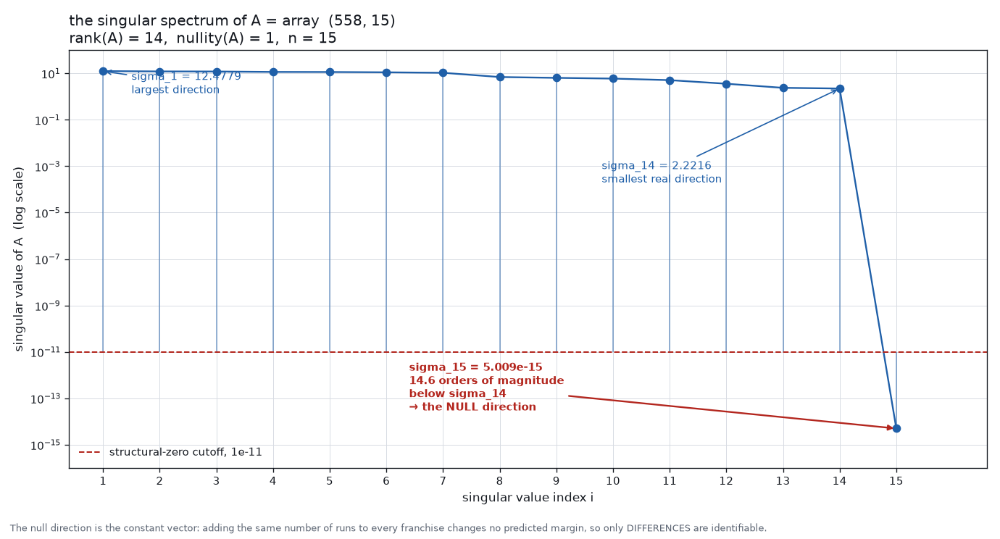 the singular spectrum of A = array  (558, 15)
rank(A) = 14,  nullity(A) = 1,  n = 15
singular value of A  (log scale)
10^1
10^-1
10^-3
10^-5
10^-7
10^-9
10^-11
10^-13
10^-15
sigma_1 = 12.4779
largest direction
sigma_14 = 2.2216
smallest real direction
sigma_15 = 5.009e-15
14.6 orders of magnitude
below sigma_14
→ the NULL direction
structural-zero cutoff, 1e-11
1 2 3 4 5 6 7 8 9 10 11 12 13 14 15
singular value index i
The null direction is the constant vector: adding the same number of runs to every franchise changes no predicted margin, so only DIFFERENCES are identifiable.